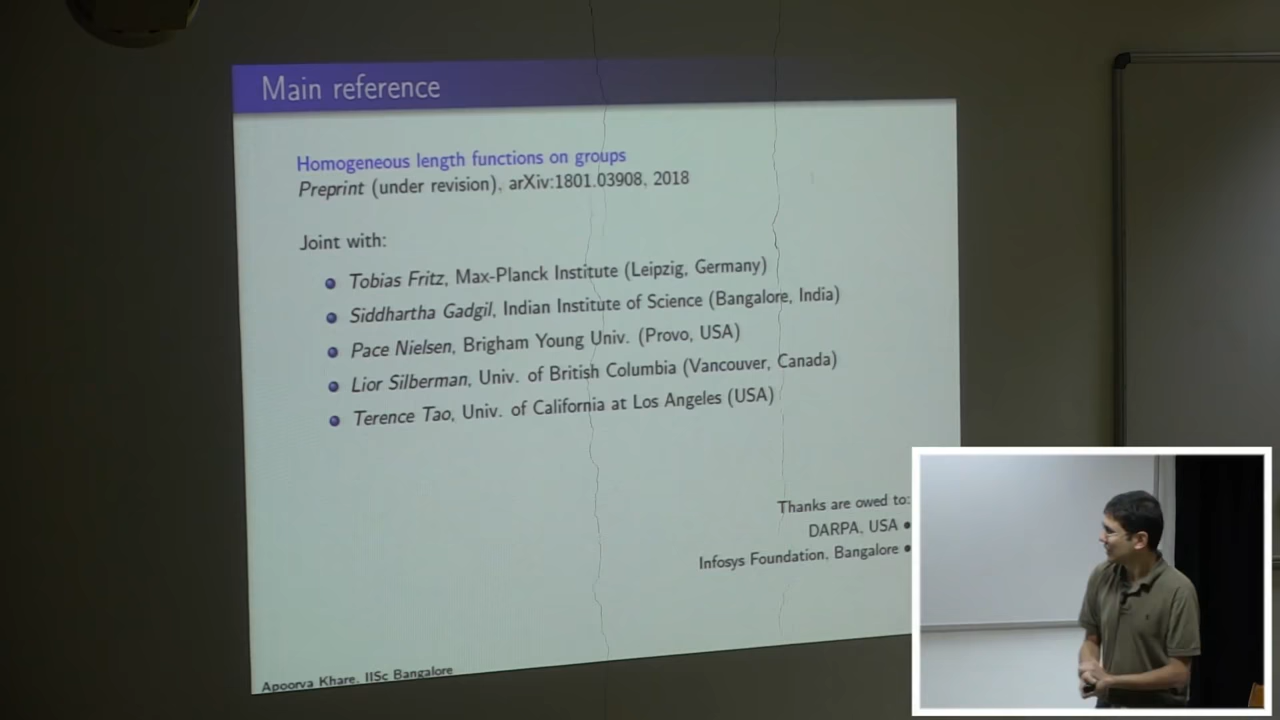 Main reference
Homogeneous length functions on groups
Preprint (under revision), arXiv:1801.03908, 2018
Joint with:
Tobias Fritz, Max-Planck Institute (Leipzig, Germany)
Siddhartha Gadgil, Indian Institute of Science (Bangalore, India)
Pace Nielsen, Brigham Young Univ. (Provo, USA)
Lior Silberman, Univ. of British Columbia (Vancouver, Canada)
Terence Tao, Univ. of California at Los Angeles (USA)
Thanks are owed to:
DARPA, USA
Infosys Foundation, Bangalore
Apoorva Khare, IISc Bangalore